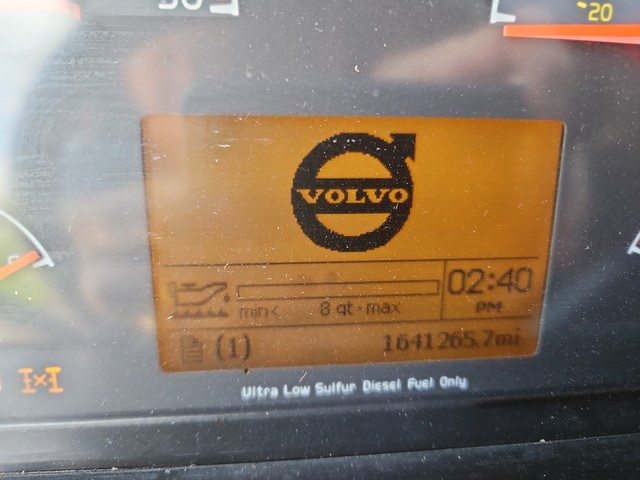 20
VOLVO
min< 8 qt >max
02:40
PM
(1)
1641265.7mi
Ultra Low Sulfur Diesel Fuel Only